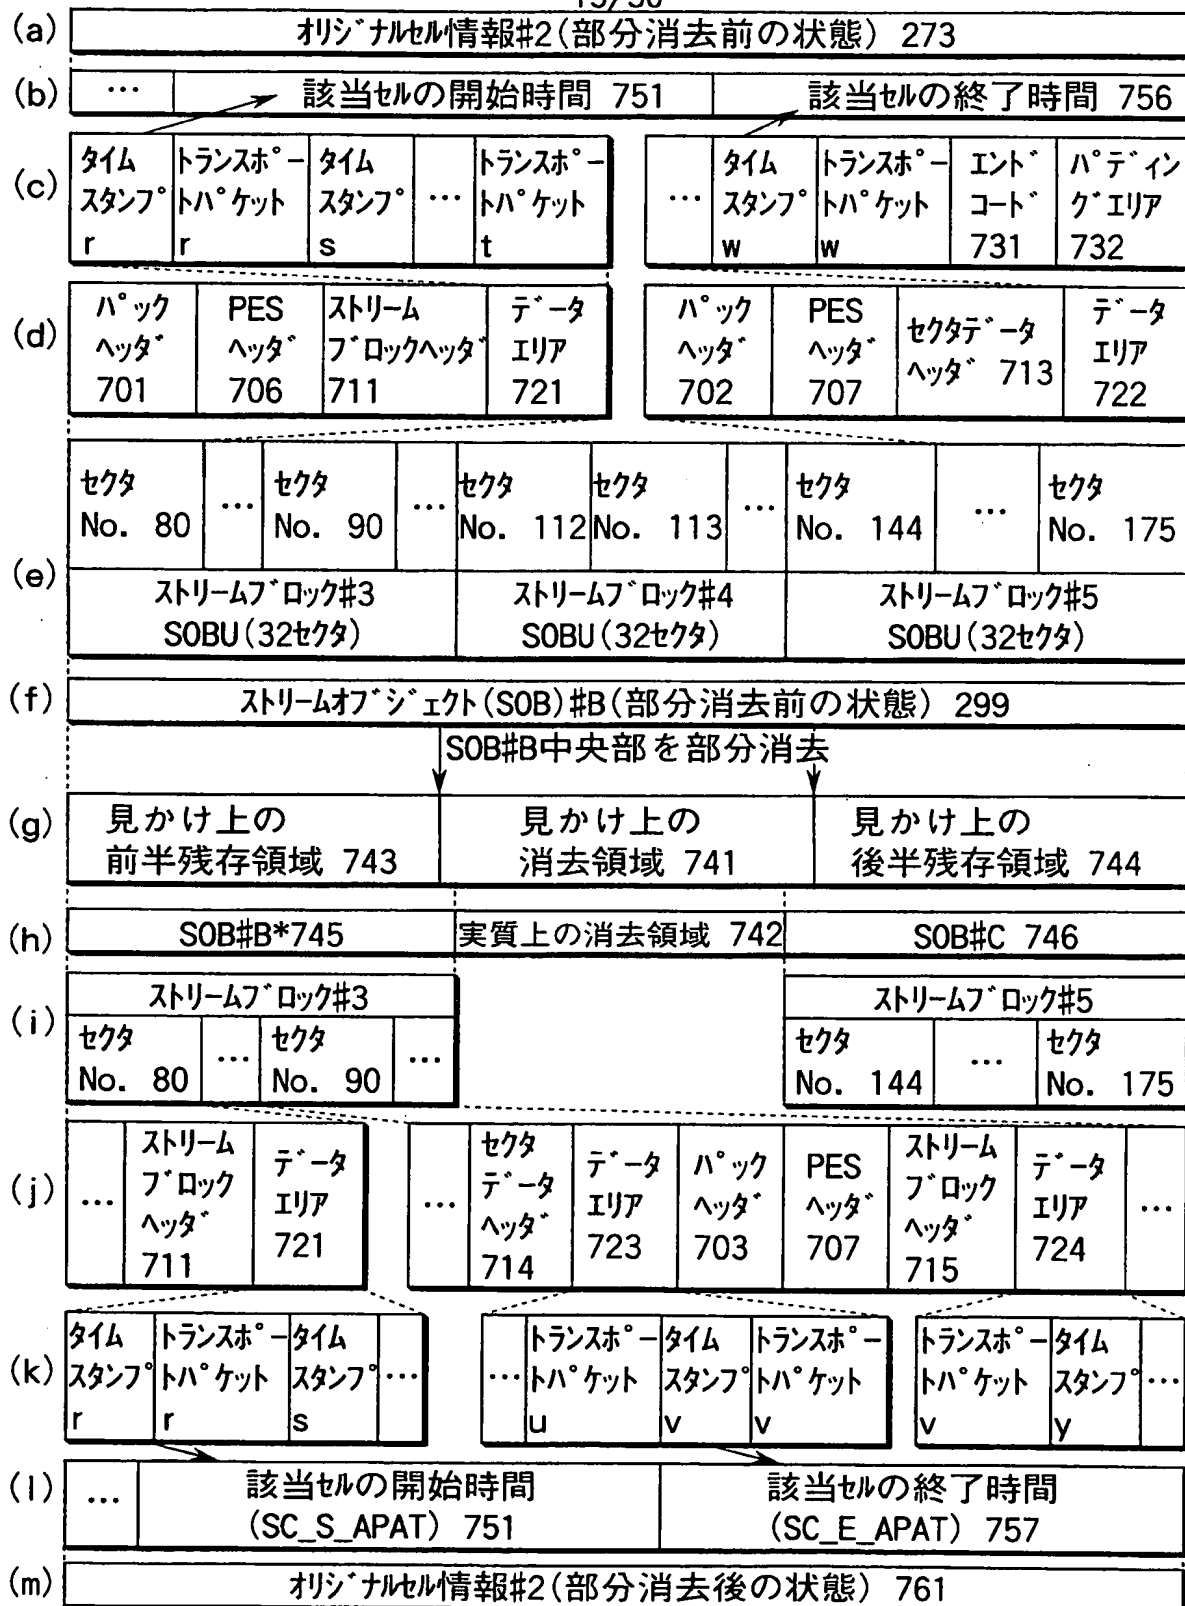 15/30
(a) オリジナルセル情報#2(部分消去前の状態) 273
(b) … 該当セルの開始時間 751 該当セルの終了時間 756
(c)
タイム
スタンプ
r
トランスポー
トパケット
r
タイム
スタンプ
s
…
トランスポー
トパケット
t
…
タイム
スタンプ
w
トランスポー
トパケット
w
エンド
コード
731
パディン
グエリア
732
(d)
パック
ヘッダ
701
PES
ヘッダ
706
ストリーム
ブロックヘッダ
711
データ
エリア
721
パック
ヘッダ
702
PES
ヘッダ
707
セクタデータ
ヘッダ 713
データ
エリア
722
(e)
セクタ
No. 80
…
セクタ
No. 90
…
セクタ
No. 112
セクタ
No. 113
…
セクタ
No. 144
…
セクタ
No. 175
ストリームブロック#3
SOBU(32セクタ)
ストリームブロック#4
SOBU(32セクタ)
ストリームブロック#5
SOBU(32セクタ)
(f) ストリームオブジェクト(SOB)#B(部分消去前の状態) 299
SOB#B中央部を部分消去
(g)
見かけ上の
前半残存領域 743
見かけ上の
消去領域 741
見かけ上の
後半残存領域 744
(h) SOB#B*745 実質上の消去領域 742 SOB#C 746
(i)
ストリームブロック#3
セクタ
No. 80
…
セクタ
No. 90
…
ストリームブロック#5
セクタ
No. 144
…
セクタ
No. 175
(j)
…
ストリーム
ブロック
ヘッダ
711
データ
エリア
721
…
セクタ
データ
ヘッダ
714
データ
エリア
723
パック
ヘッダ
703
PES
ヘッダ
707
ストリーム
ブロック
ヘッダ
715
データ
エリア
724
…
(k)
タイム
スタンプ
r
トランスポー
トパケット
r
タイム
スタンプ
s
…
…
トランスポー
トパケット
u
タイム
スタンプ
v
トランスポー
トパケット
v
トランスポー
トパケット
v
タイム
スタンプ
y
…
(l)
…
該当セルの開始時間
(SC_S_APAT) 751
該当セルの終了時間
(SC_E_APAT) 757
(m) オリジナルセル情報#2(部分消去後の状態) 761